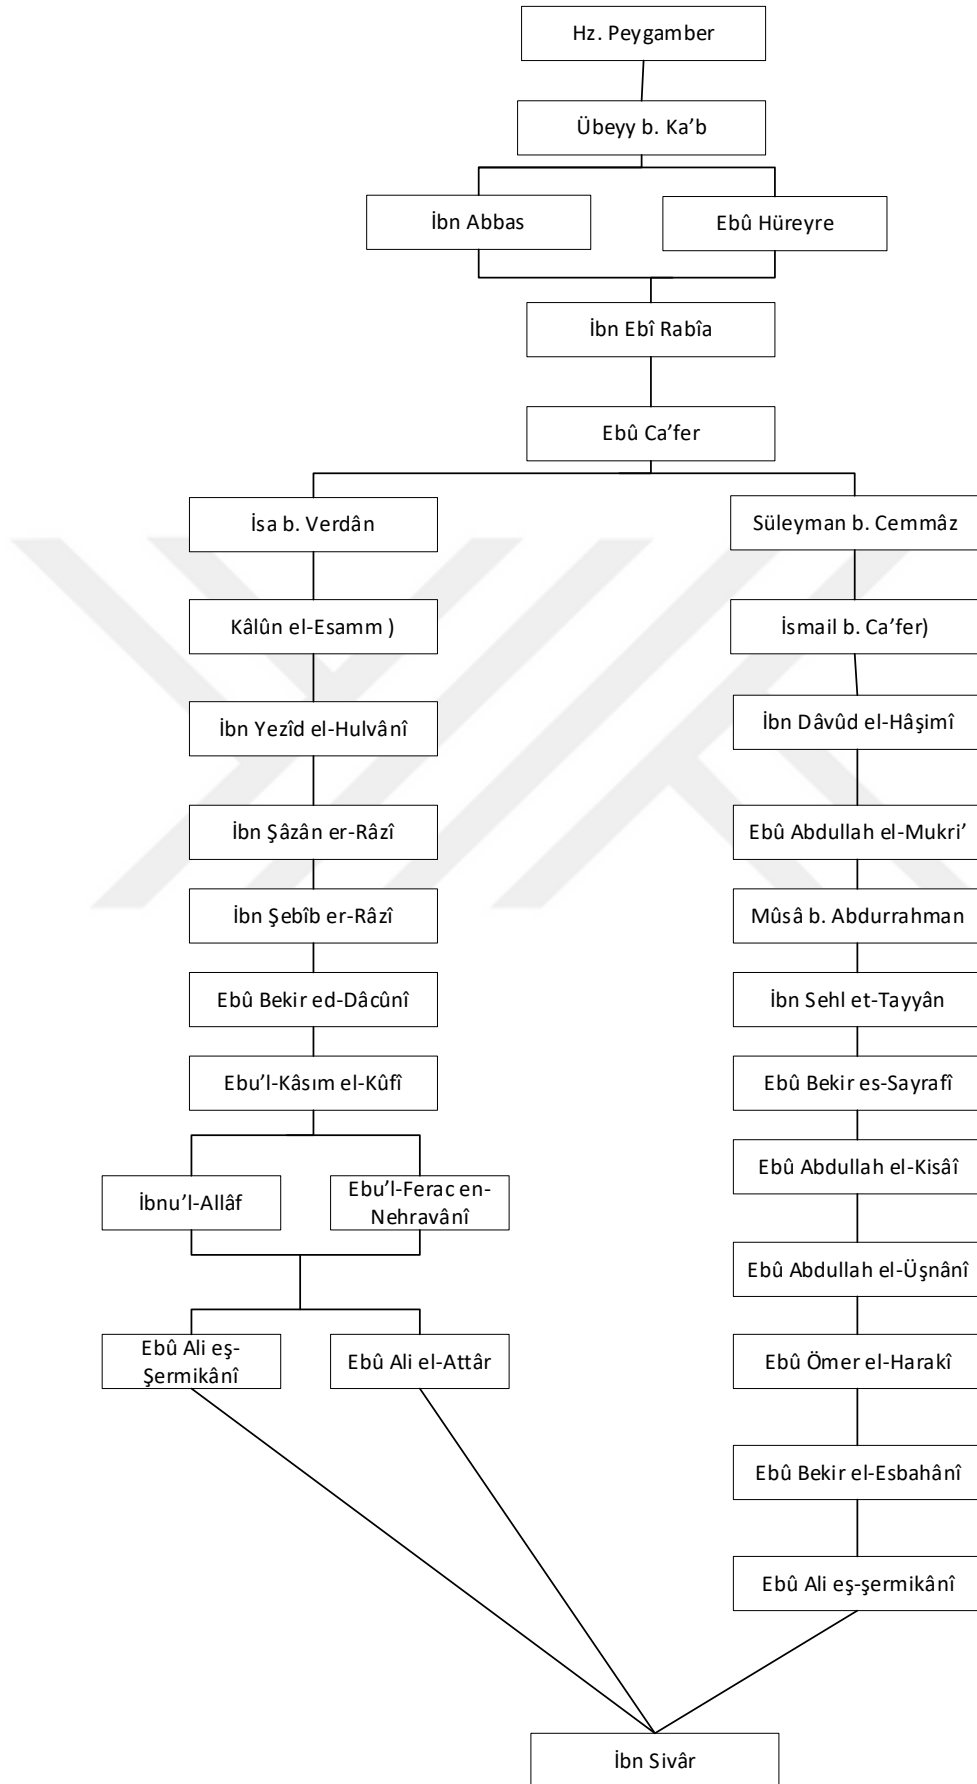 Hz. Peygamber
Übeyy b. Ka’b
İbn Abbas
Ebû Hüreyre
İbn Ebî Rabîa
Ebû Ca’fer
İsa b. Verdân
Süleyman b. Cemmâz
Kâlûn el-Esamm )
İsmail b. Ca’fer)
İbn Yezîd el-Hulvânî
İbn Dâvûd el-Hâşimî
İbn Şâzân er-Râzî
Ebû Abdullah el-Mukri’
İbn Şebîb er-Râzî
Mûsâ b. Abdurrahman
Ebû Bekir ed-Dâcûnî
İbn Sehl et-Tayyân
Ebu’l-Kâsım el-Kûfî
Ebû Bekir es-Sayrafî
Ebû Abdullah el-Kisâî
İbnu’l-Allâf
Ebu’l-Ferac en-
Nehravânî
Ebû Abdullah el-Üşnânî
Ebû Ali eş-
Şermikânî
Ebû Ali el-Attâr
Ebû Ömer el-Harakî
Ebû Bekir el-Esbahânî
Ebû Ali eş-şermikânî
İbn Sivâr